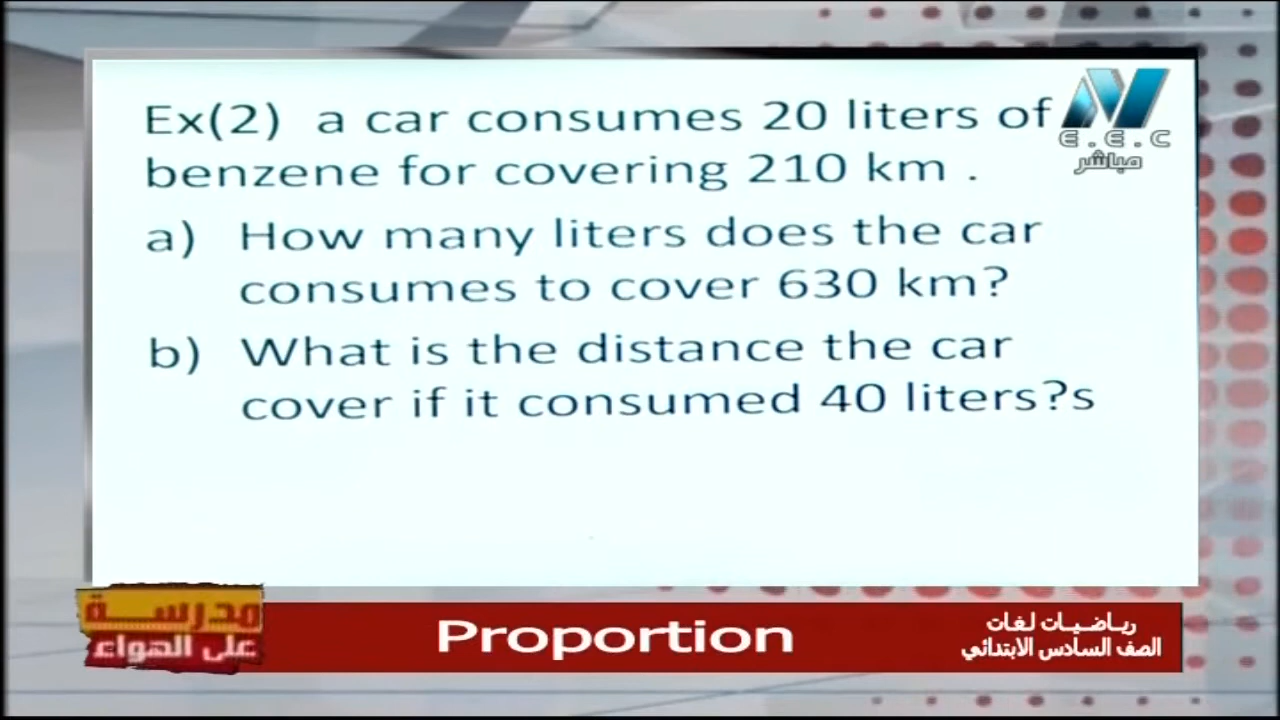 Ex(2) a car consumes 20 liters of
benzene for covering 210 km .
a) How many liters does the car
consumes to cover 630 km?
b) What is the distance the car
cover if it consumed 40 liters?s
E.E.C
مباشر
مدرسة
على الهواء
Proportion
رياضيات لغات
الصف السادس الابتدائي